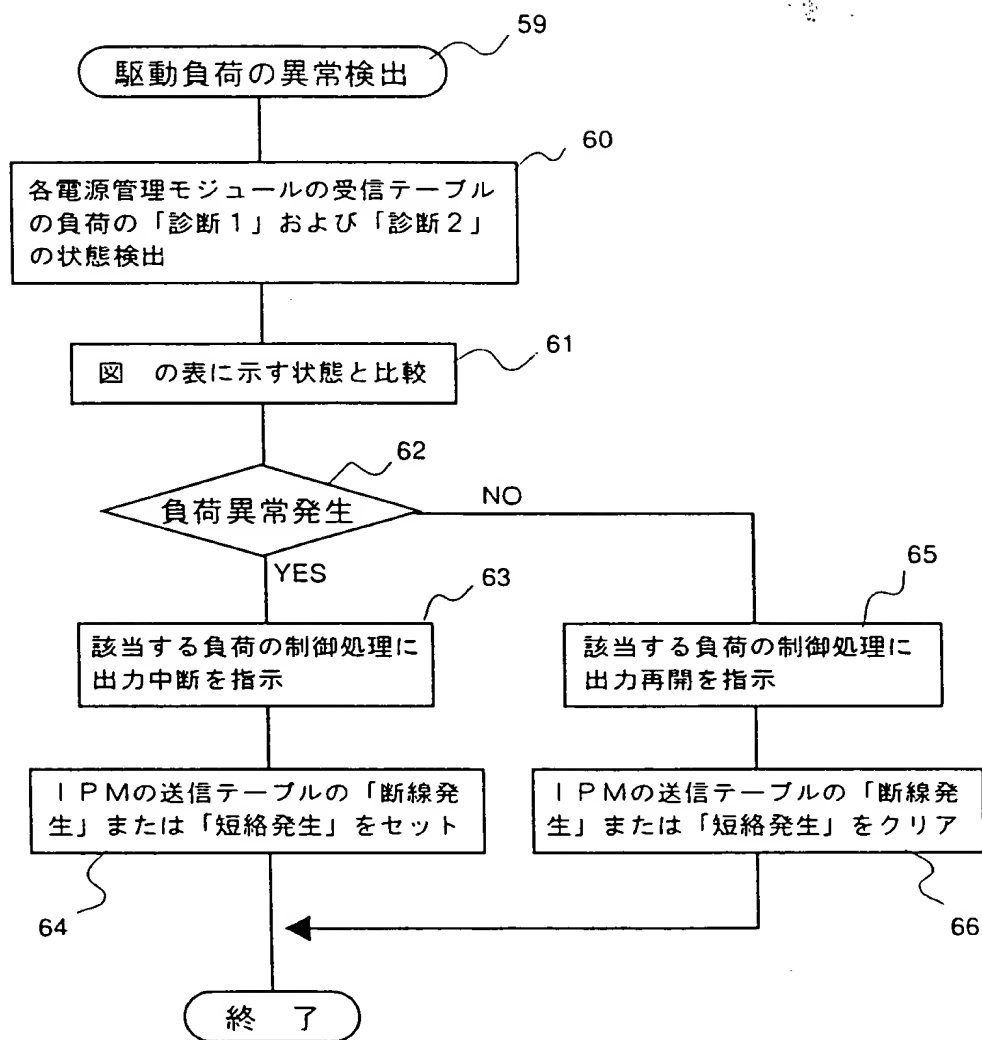 59
駆動負荷の異常検出
60
各電源管理モジュールの受信テーブル
の負荷の「診断１」および「診断２」
の状態検出
61
図　の表に示す状態と比較
62
負荷異常発生
NO
YES
63
該当する負荷の制御処理に
出力中断を指示
65
該当する負荷の制御処理に
出力再開を指示
ＩＰＭの送信テーブルの「断線発
生」または「短絡発生」をセット
64
ＩＰＭの送信テーブルの「断線発
生」または「短絡発生」をクリア
66
終　了